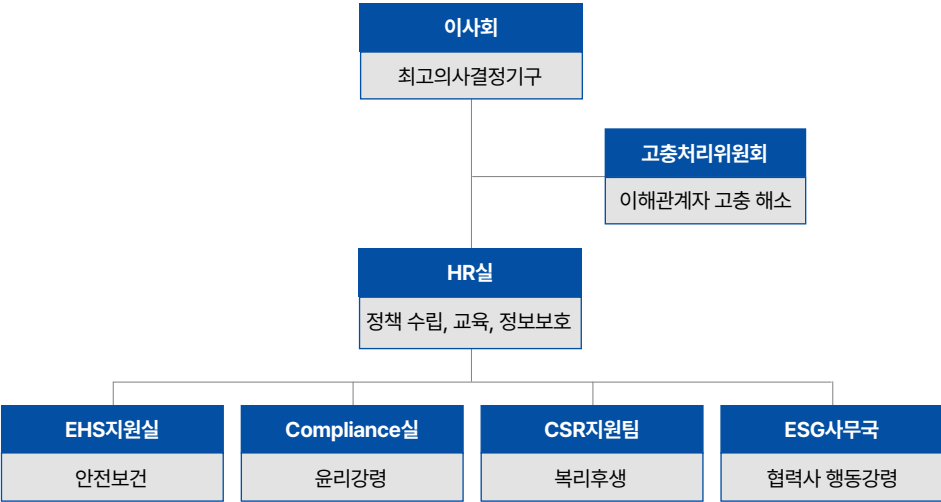 이사회
최고의사결정기구
고충처리위원회
이해관계자 고충 해소
HR실
정책 수립, 교육, 정보보호
EHS지원실
안전보건
Compliance실
윤리강령
CSR지원팀
복리후생
ESG사무국
협력사 행동강령